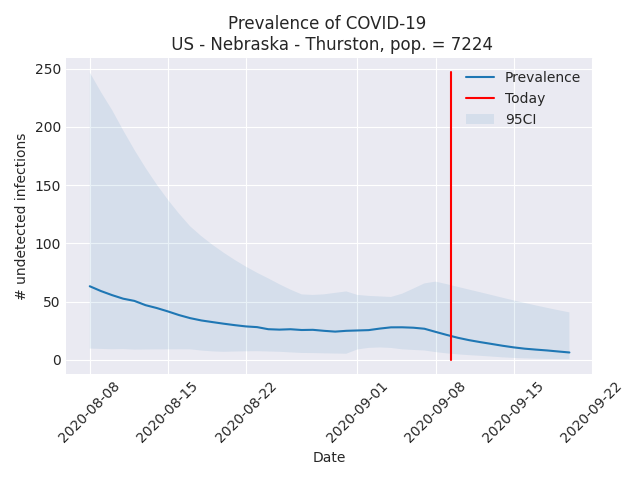 Prevalence of COVID-19
US - Nebraska - Thurston, pop. = 7224
250
200
150
100
50
0
# undetected infections
Prevalence
Today
95CI
2020-08-08
2020-08-15
2020-08-22
2020-09-01
2020-09-08
2020-09-15
2020-09-22
Date